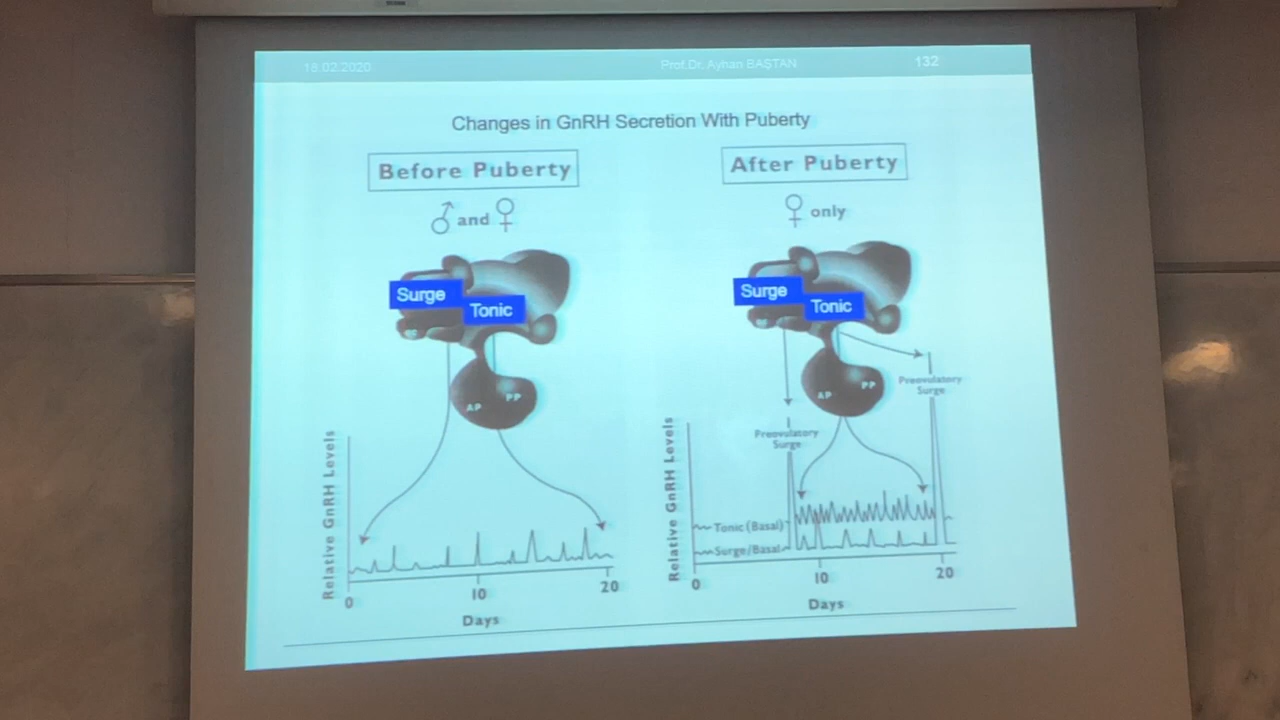 18.02.2020
Prof.Dr. Ayhan BAŞTAN
132
Changes in GnRH Secretion With Puberty
Before Puberty
♂ and ♀
Surge
Tonic
AP
PP
Relative GnRH Levels
0
10
20
Days
After Puberty
♀ only
Surge
Tonic
AP
PP
Preovulatory
Surge
Preovulatory
Surge
Relative GnRH Levels
Tonic (Basal)
Surge/Basal
0
10
20
Days